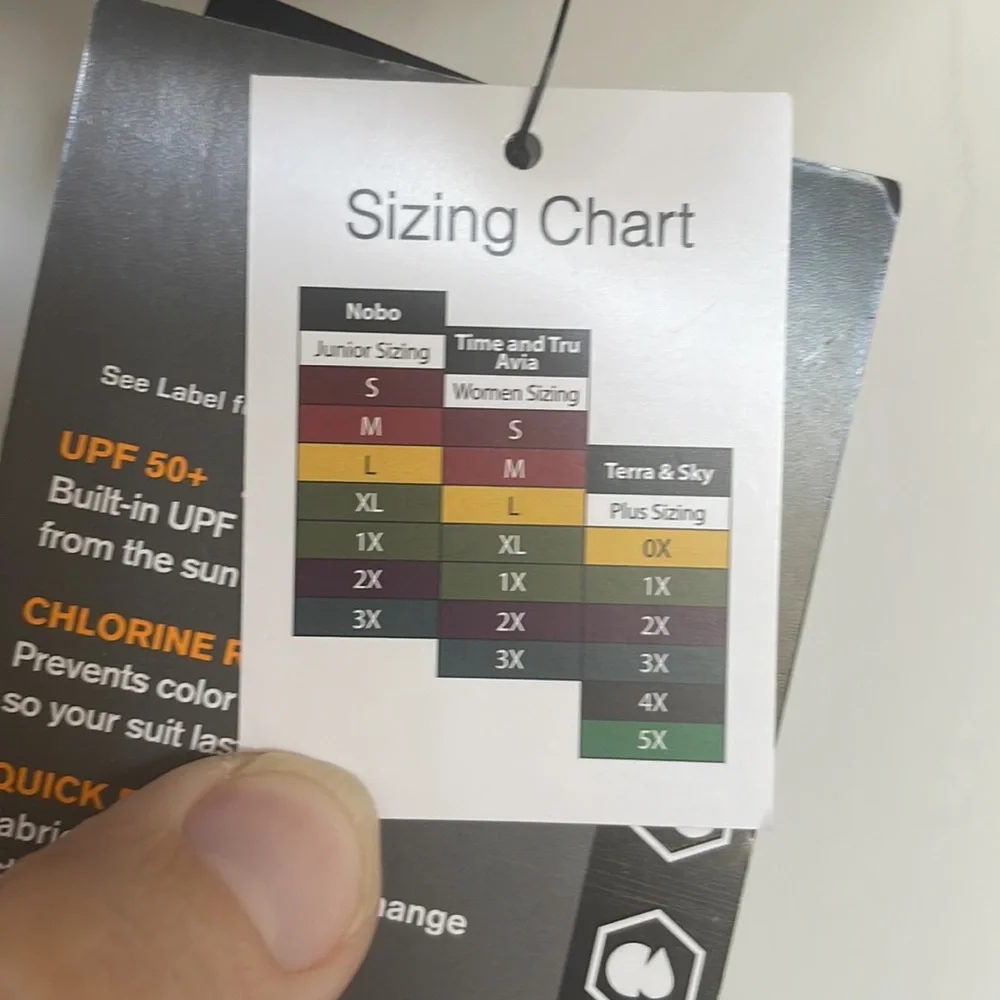 Sizing Chart
Nobo
Junior Sizing
S
M
L
XL
1X
2X
3X
Time and Tru
Avia
Women Sizing
S
M
L
XL
1X
2X
3X
Terra & Sky
Plus Sizing
0X
1X
2X
3X
4X
5X
See Label
UPF 50+
Built-in UPF
from the sun
CHLORINE
Prevents color
so your suit
QUICK